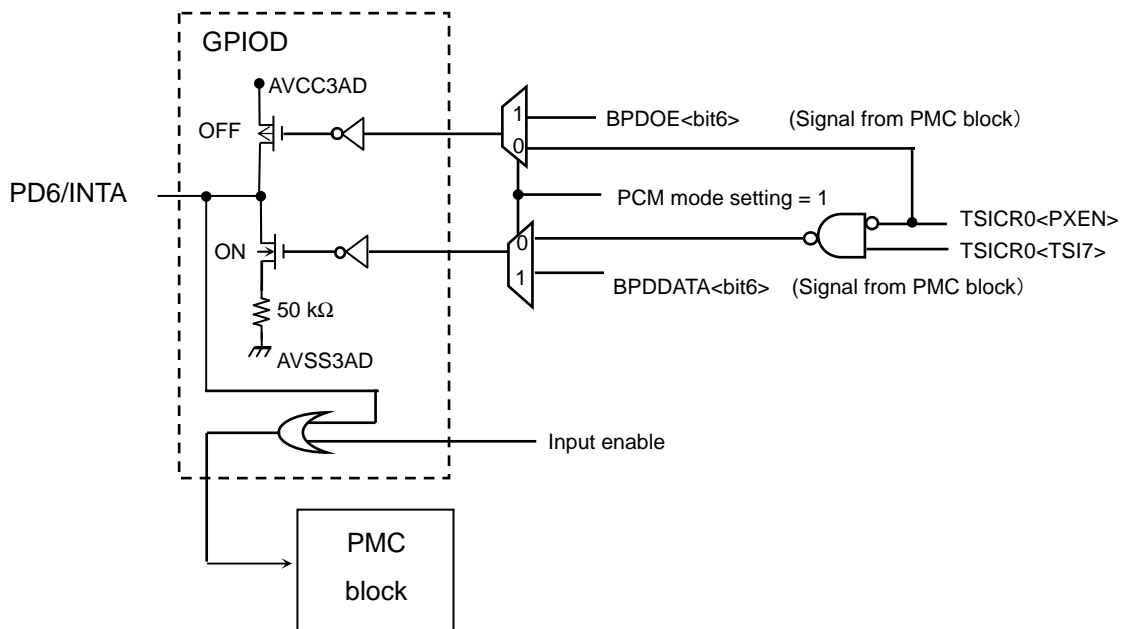 GPIOD
AVCC3AD
OFF
1
BPDOE<bit6> (Signal from PMC block）
0
PD6/INTA
PCM mode setting = 1
TSICR0<PXEN>
ON
0
TSICR0<TSI7>
1
BPDDATA<bit6> (Signal from PMC block）
50 kΩ
AVSS3AD
Input enable
PMC
block